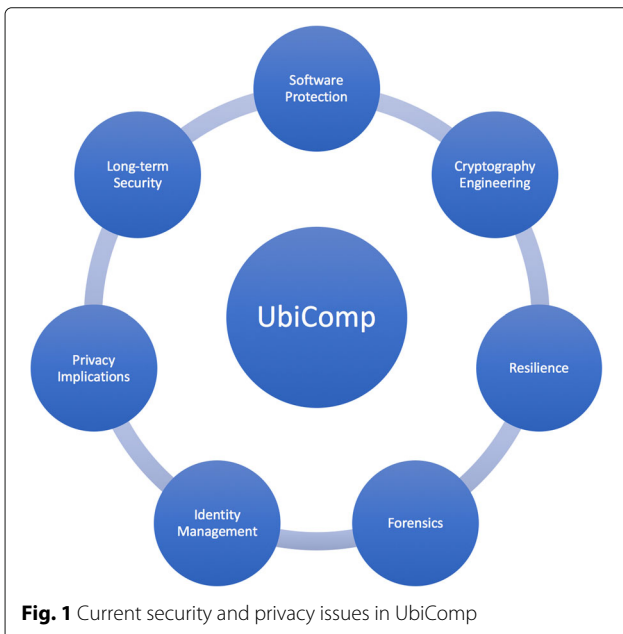 Software
Protection
Cryptography
Engineering
Resilience
Forensics
Identity
Management
Privacy
Implications
Long-term
Security
UbiComp
Fig. 1 Current security and privacy issues in UbiComp